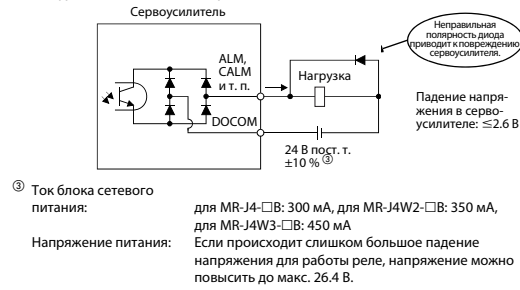 Сервоусилитель
Неправильная
полярность диода
приводит к повреждению
сервоусилителя.
ALM,
CALM
и т. п.
Нагрузка
DOCOM
Падение напря-
жения в серво-
усилителе: ≤2.6 В
24 В пост. т.
±10 % ③
③ Ток блока сетевого
питания: для MR-J4-□B: 300 мА, для MR-J4W2-□B: 350 мА,
для MR-J4W3-□B: 450 мА
Напряжение питания: Если происходит слишком большое падение
напряжения для работы реле, напряжение можно
повысить до макс. 26.4 В.